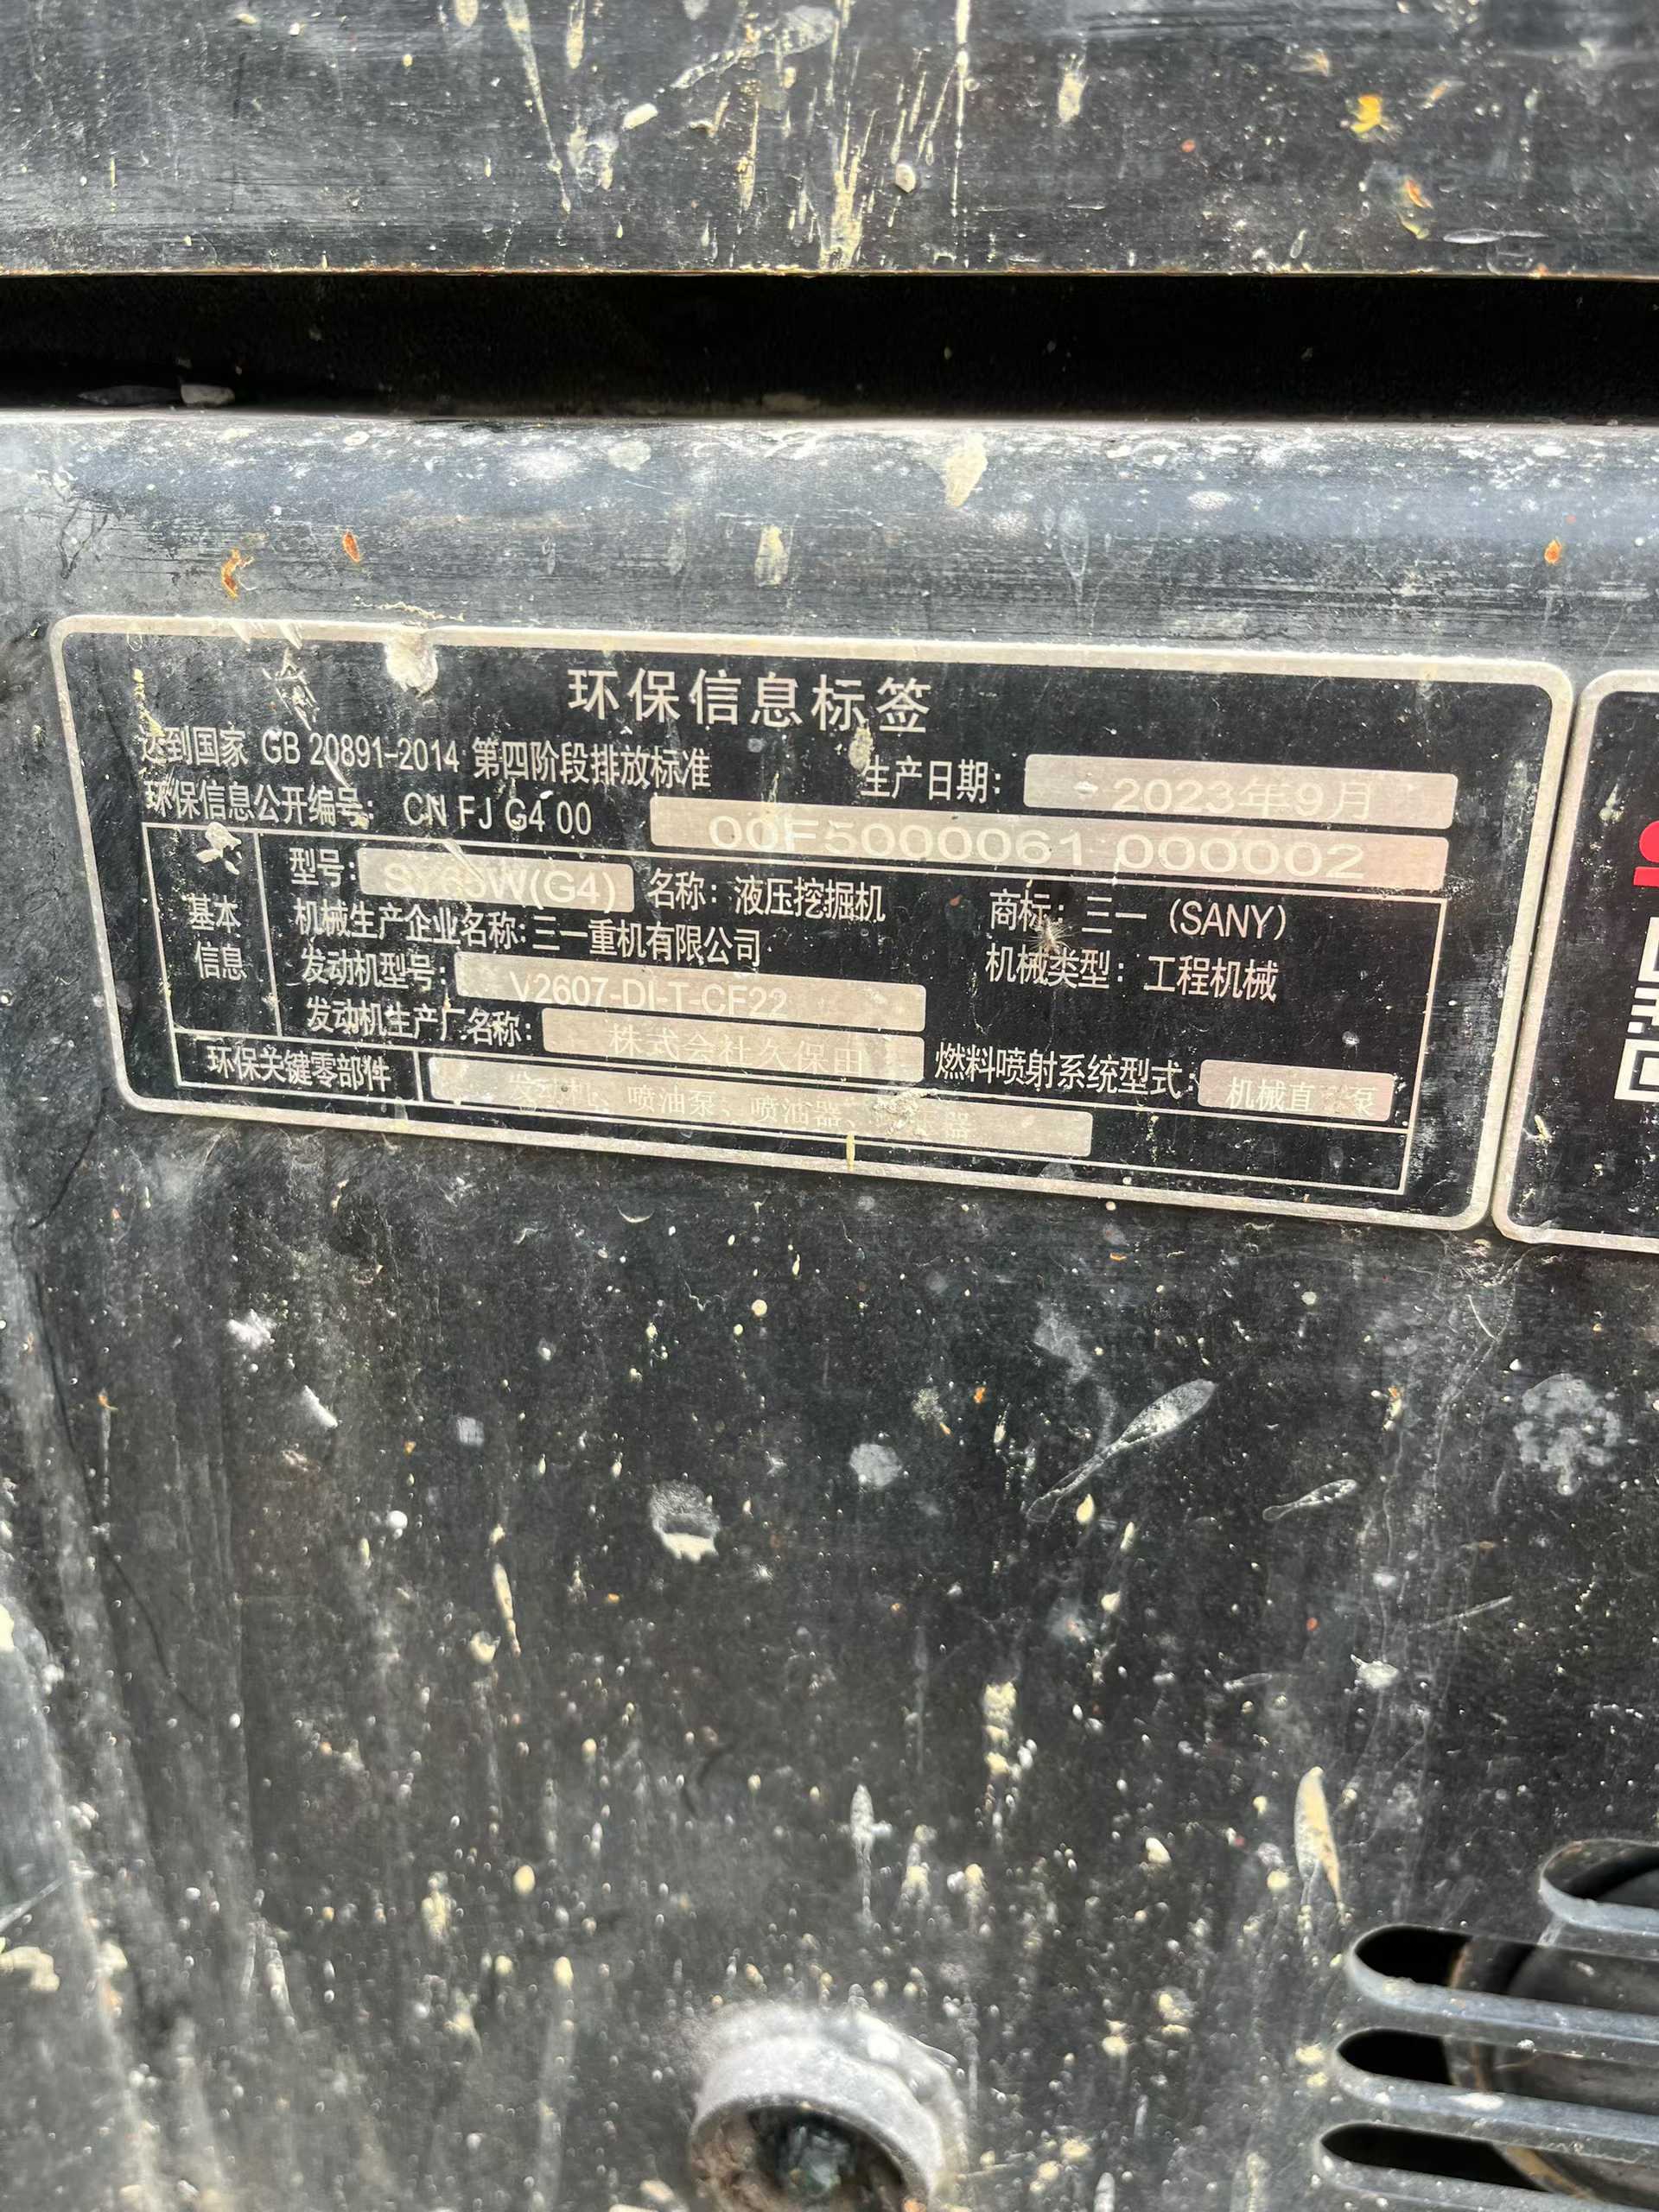 环保信息标签
达到国家 GB 20891-2014 第四阶段排放标准 生产日期: 2023年9月
环保信息公开编号: CN FJ G4 00 00F5000061 000002
基本信息
型号: 名称: 液压挖掘机 商标: 三一 (SANY)
机械生产企业名称: 三一重机有限公司 机械类型: 工程机械
发动机型号: V2607-DI-T-CF22
发动机生产厂名称: 株式会社久保田 燃料喷射系统型式:
环保关键零部件 发动机、喷油泵、喷油器、